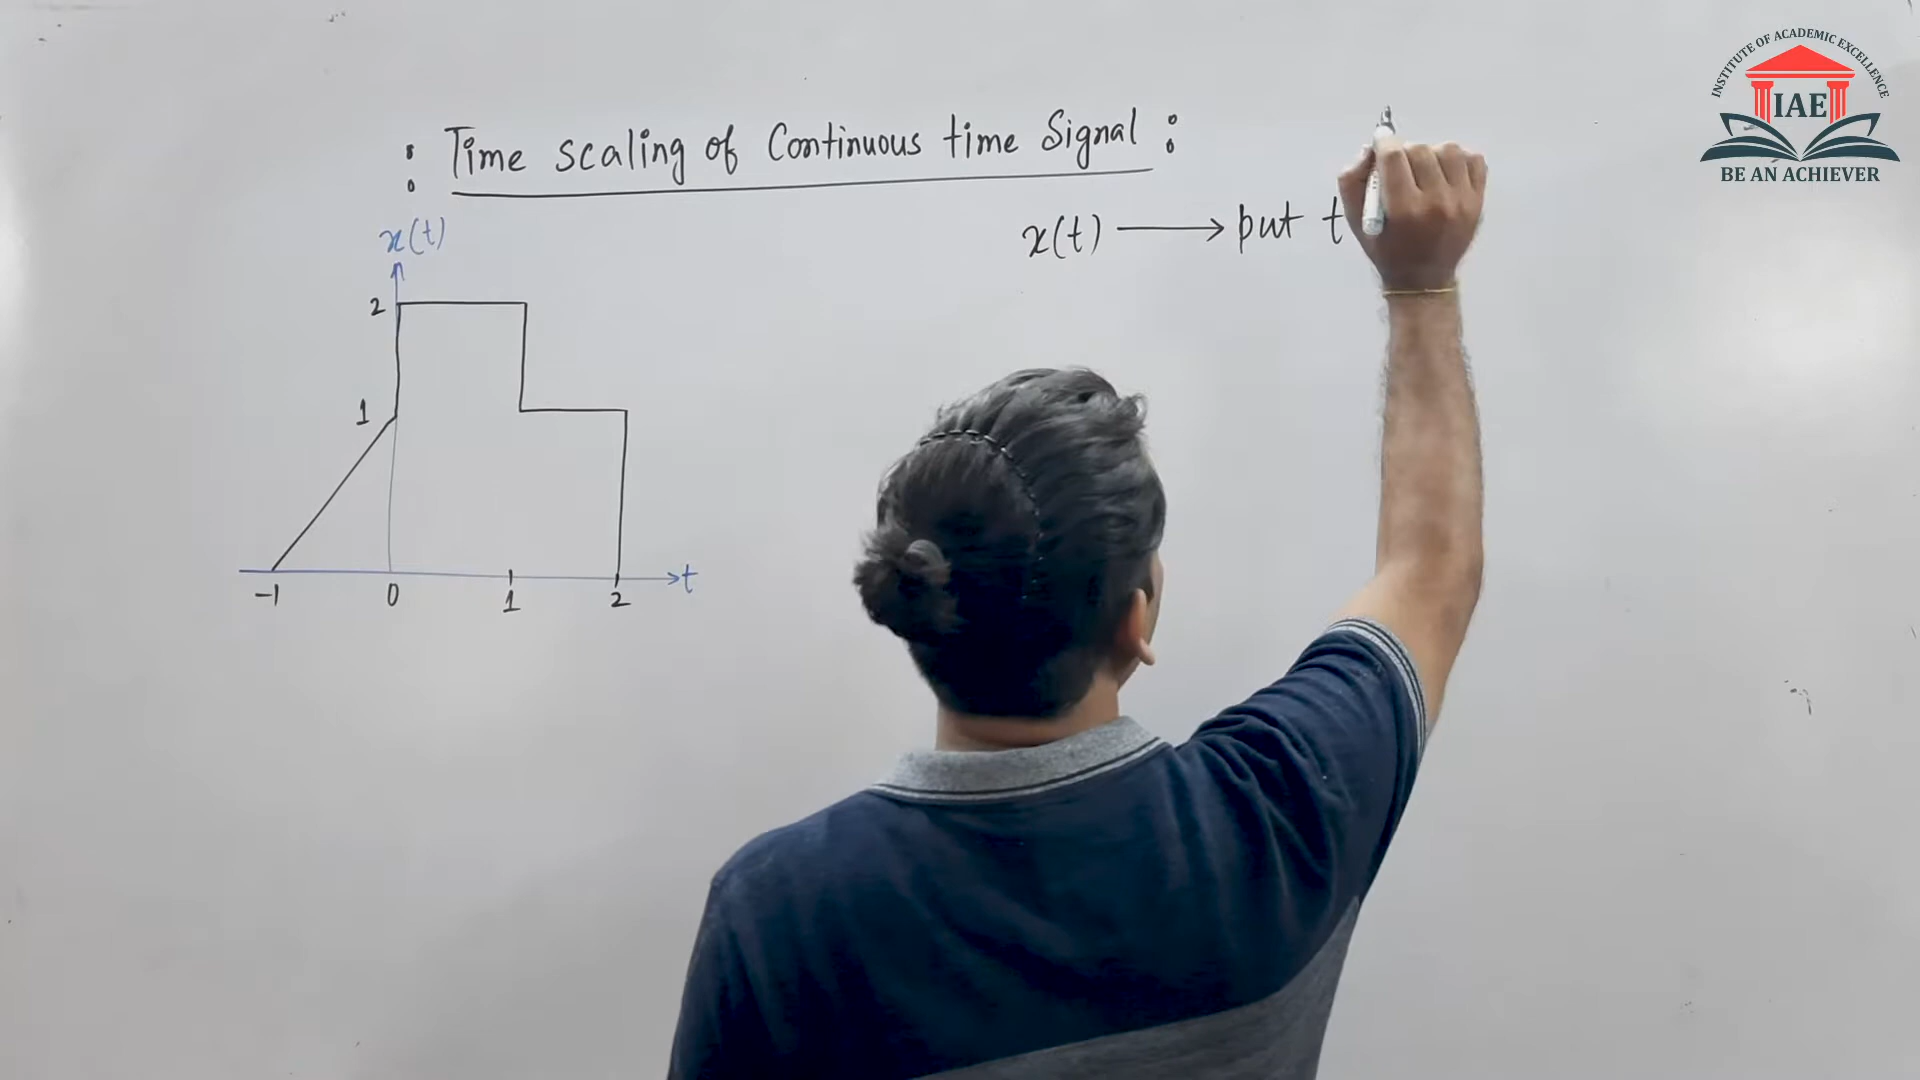 INSTITUTE OF ACADEMIC EXCELLENCE
IAE
BE AN ACHIEVER
: Time scaling of Continuous time Signal :
x(t)
x(t) ⟶ put t
2
1
-1 0 1 2 t